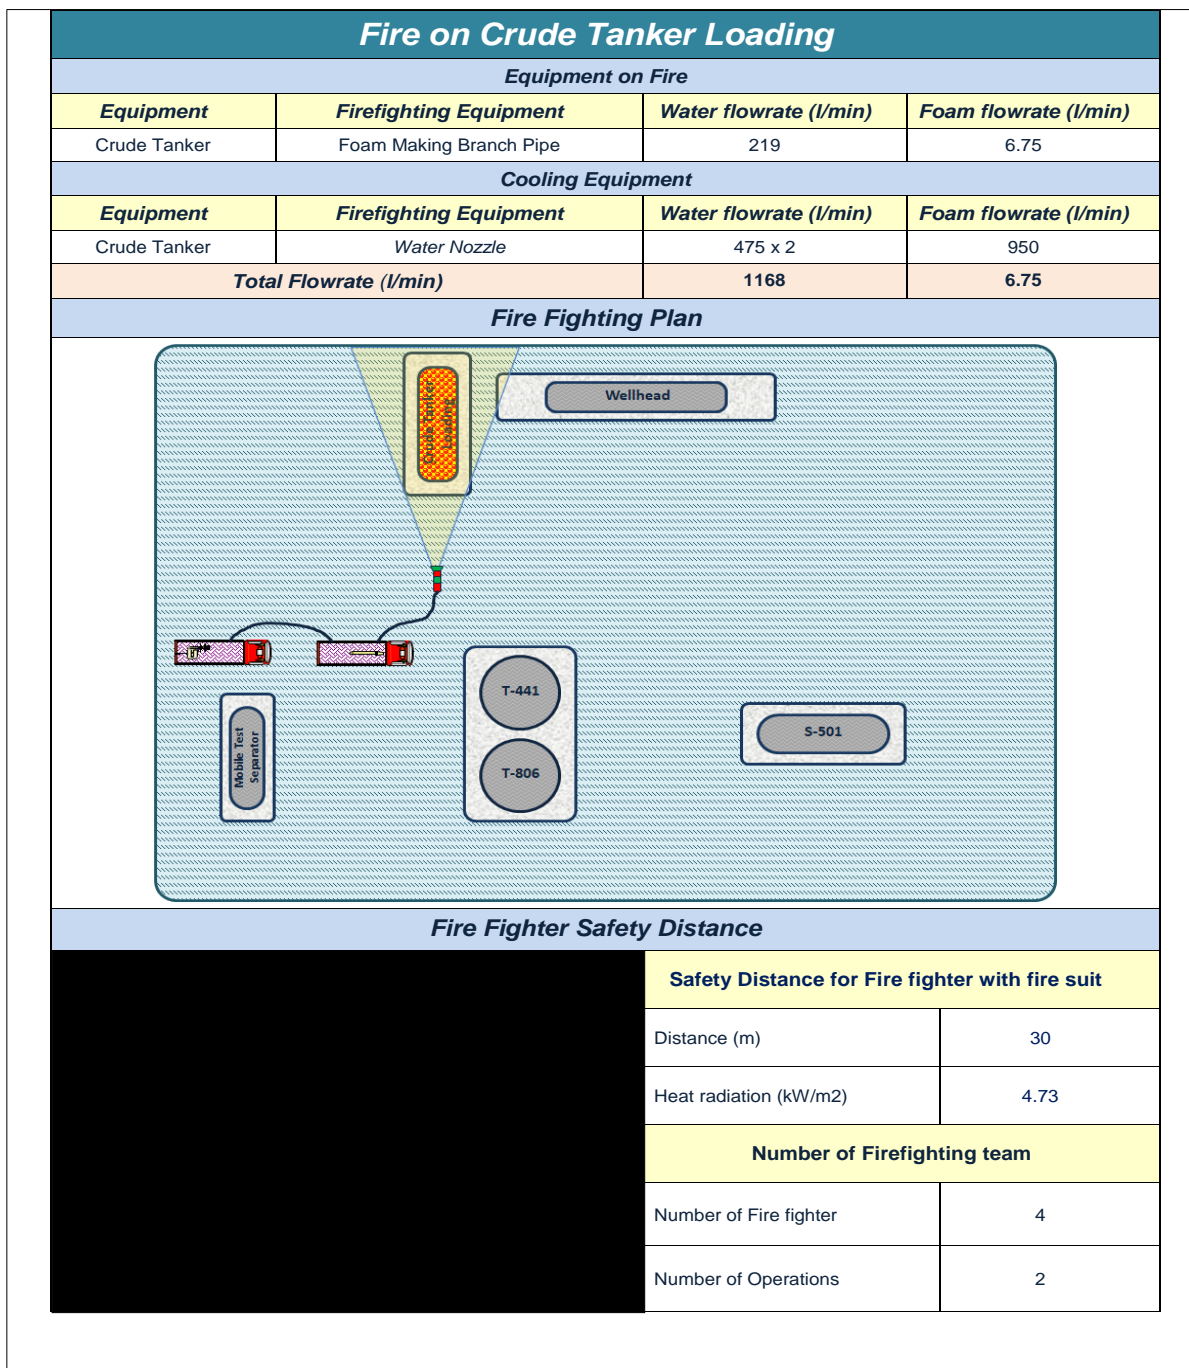 Fire on Crude Tanker Loading
Equipment on Fire
Equipment Firefighting Equipment Water flowrate (l/min) Foam flowrate (l/min)
Crude Tanker Foam Making Branch Pipe 219 6.75
Cooling Equipment
Equipment Firefighting Equipment Water flowrate (l/min) Foam flowrate (l/min)
Crude Tanker Water Nozzle 475 x 2 950
Total Flowrate (l/min) 1168 6.75
Fire Fighting Plan
Crude Tanker
Loading
Wellhead
T-441
T-806
S-501
Mobile Test
Separator
Fire Fighter Safety Distance
Safety Distance for Fire fighter with fire suit
Distance (m) 30
Heat radiation (kW/m2) 4.73
Number of Firefighting team
Number of Fire fighter 4
Number of Operations 2